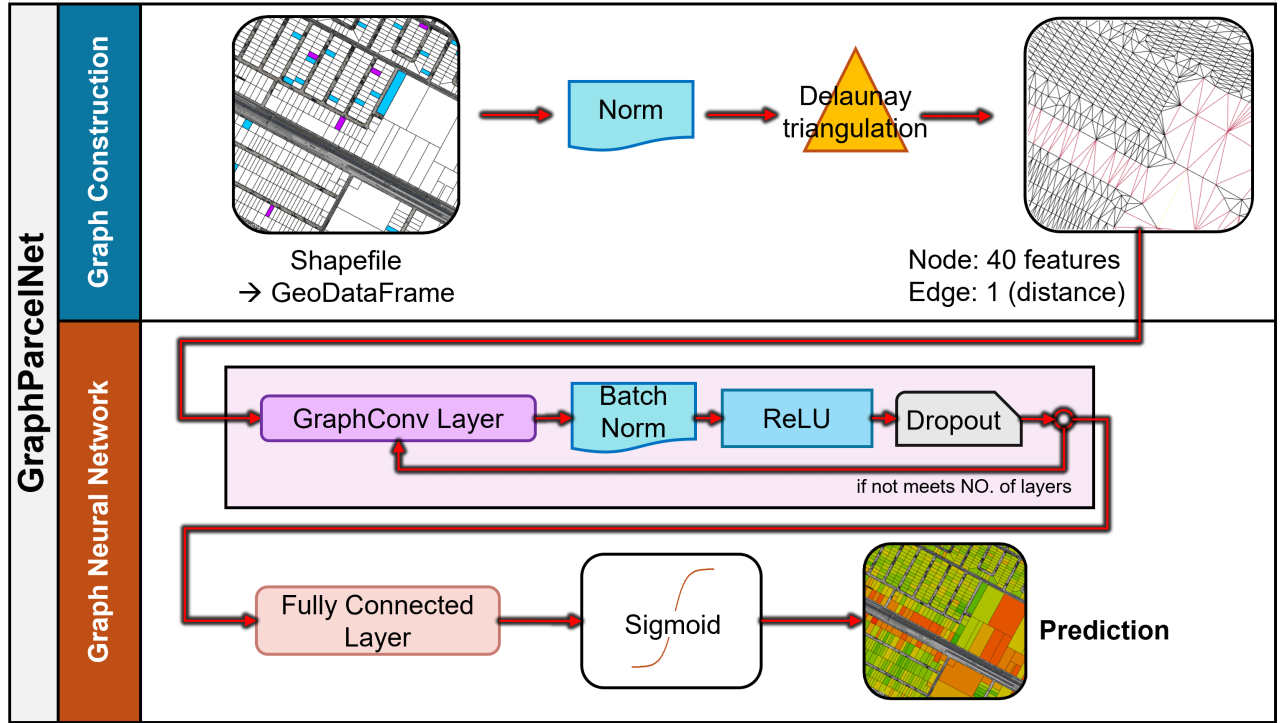 GraphParcelNet
Graph Construction
Norm
Delaunay
triangulation
Shapefile
→ GeoDataFrame
Node: 40 features
Edge: 1 (distance)
Graph Neural Network
GraphConv Layer
Batch
Norm
ReLU
Dropout
if not meets NO. of layers
Fully Connected
Layer
Sigmoid
Prediction